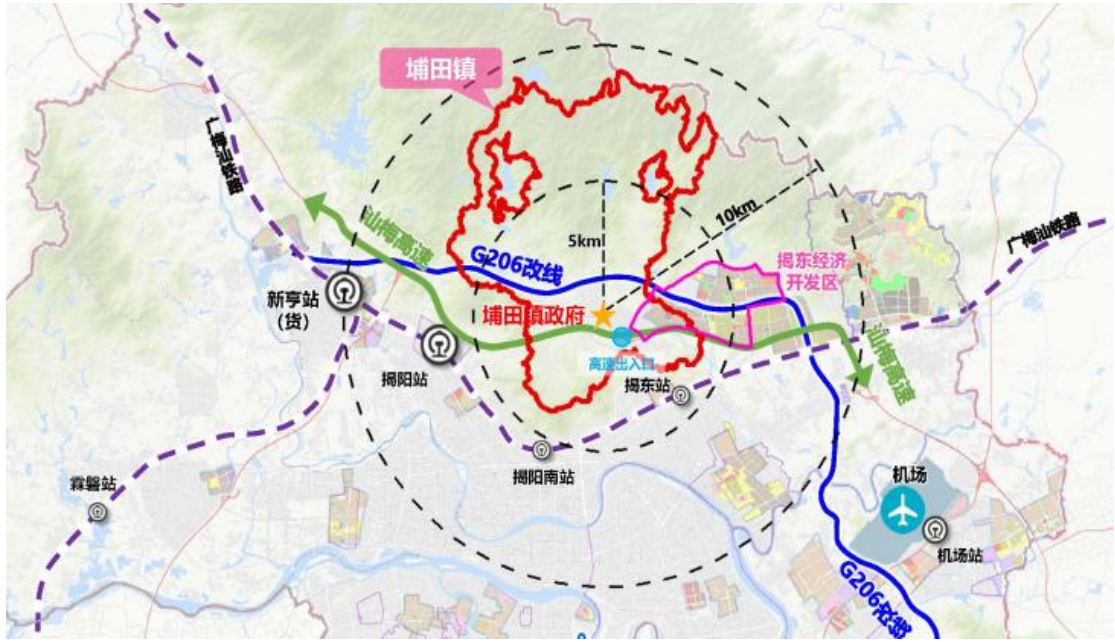 埔田镇
广梅汕铁路
汕梅高速
10km
5km
G206改线
广梅汕铁路
揭东经济
开发区
新亨站
(货)
埔田镇政府
揭阳站
高速出入口
揭东站
汕梅高速
揭阳南站
霖磐站
机场
机场站
G206改线